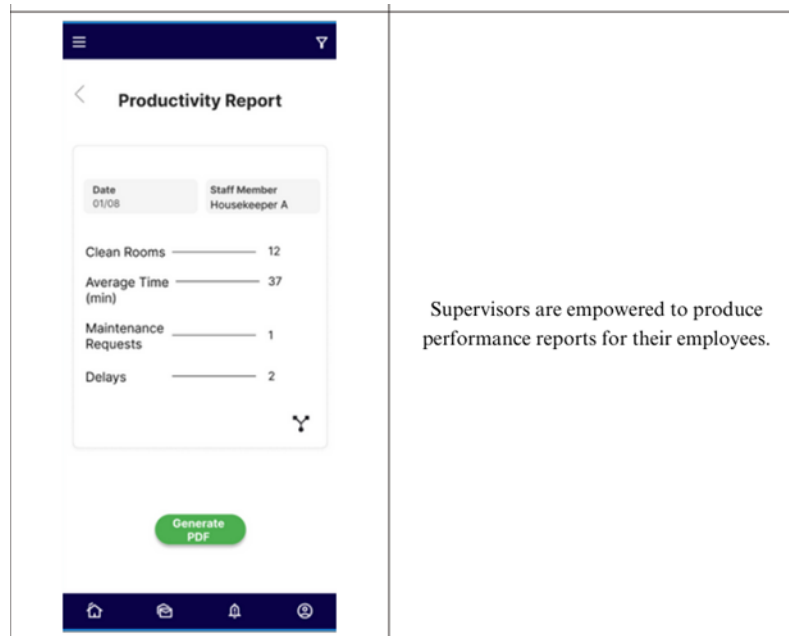 Productivity Report
Date
01/08
Staff Member
Housekeeper A
Clean Rooms 12
Average Time 37
(min)
Maintenance
Requests 1
Delays 2
Generate
PDF
Supervisors are empowered to produce
performance reports for their employees.